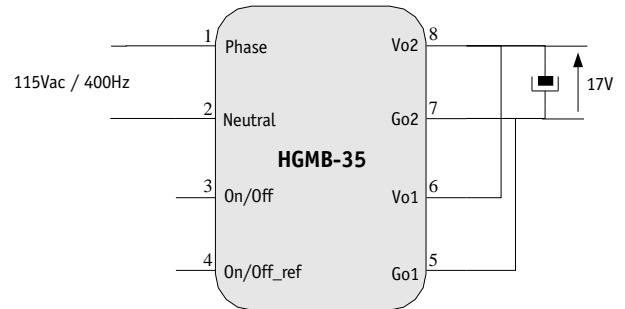 1 Phase Vo2 8
115Vac / 400Hz
17V
2 Neutral Go2 7
HGMB-35
3 On/Off Vo1 6
4 On/Off_ref Go1 5